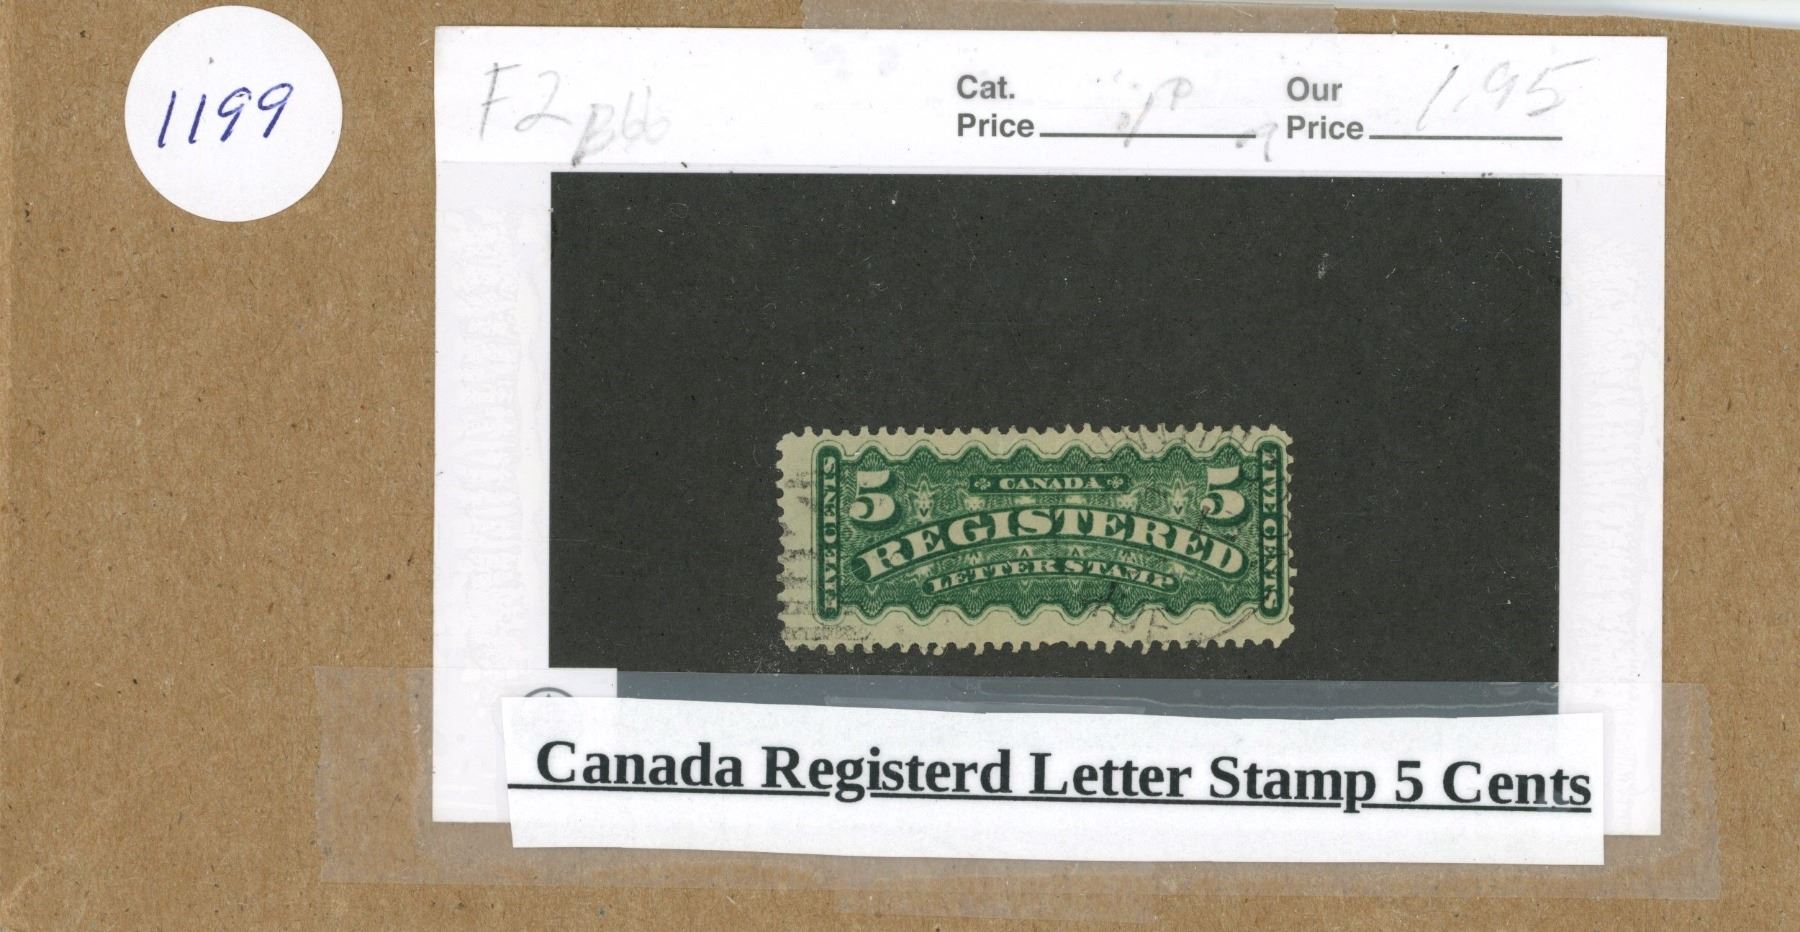 1199
F2
Cat.
Price
Our
Price
1.95
5 CANADA 5
FIVE CENTS
REGISTERED
LETTER STAMP
FIVE CENTS
Canada Registerd Letter Stamp 5 Cents